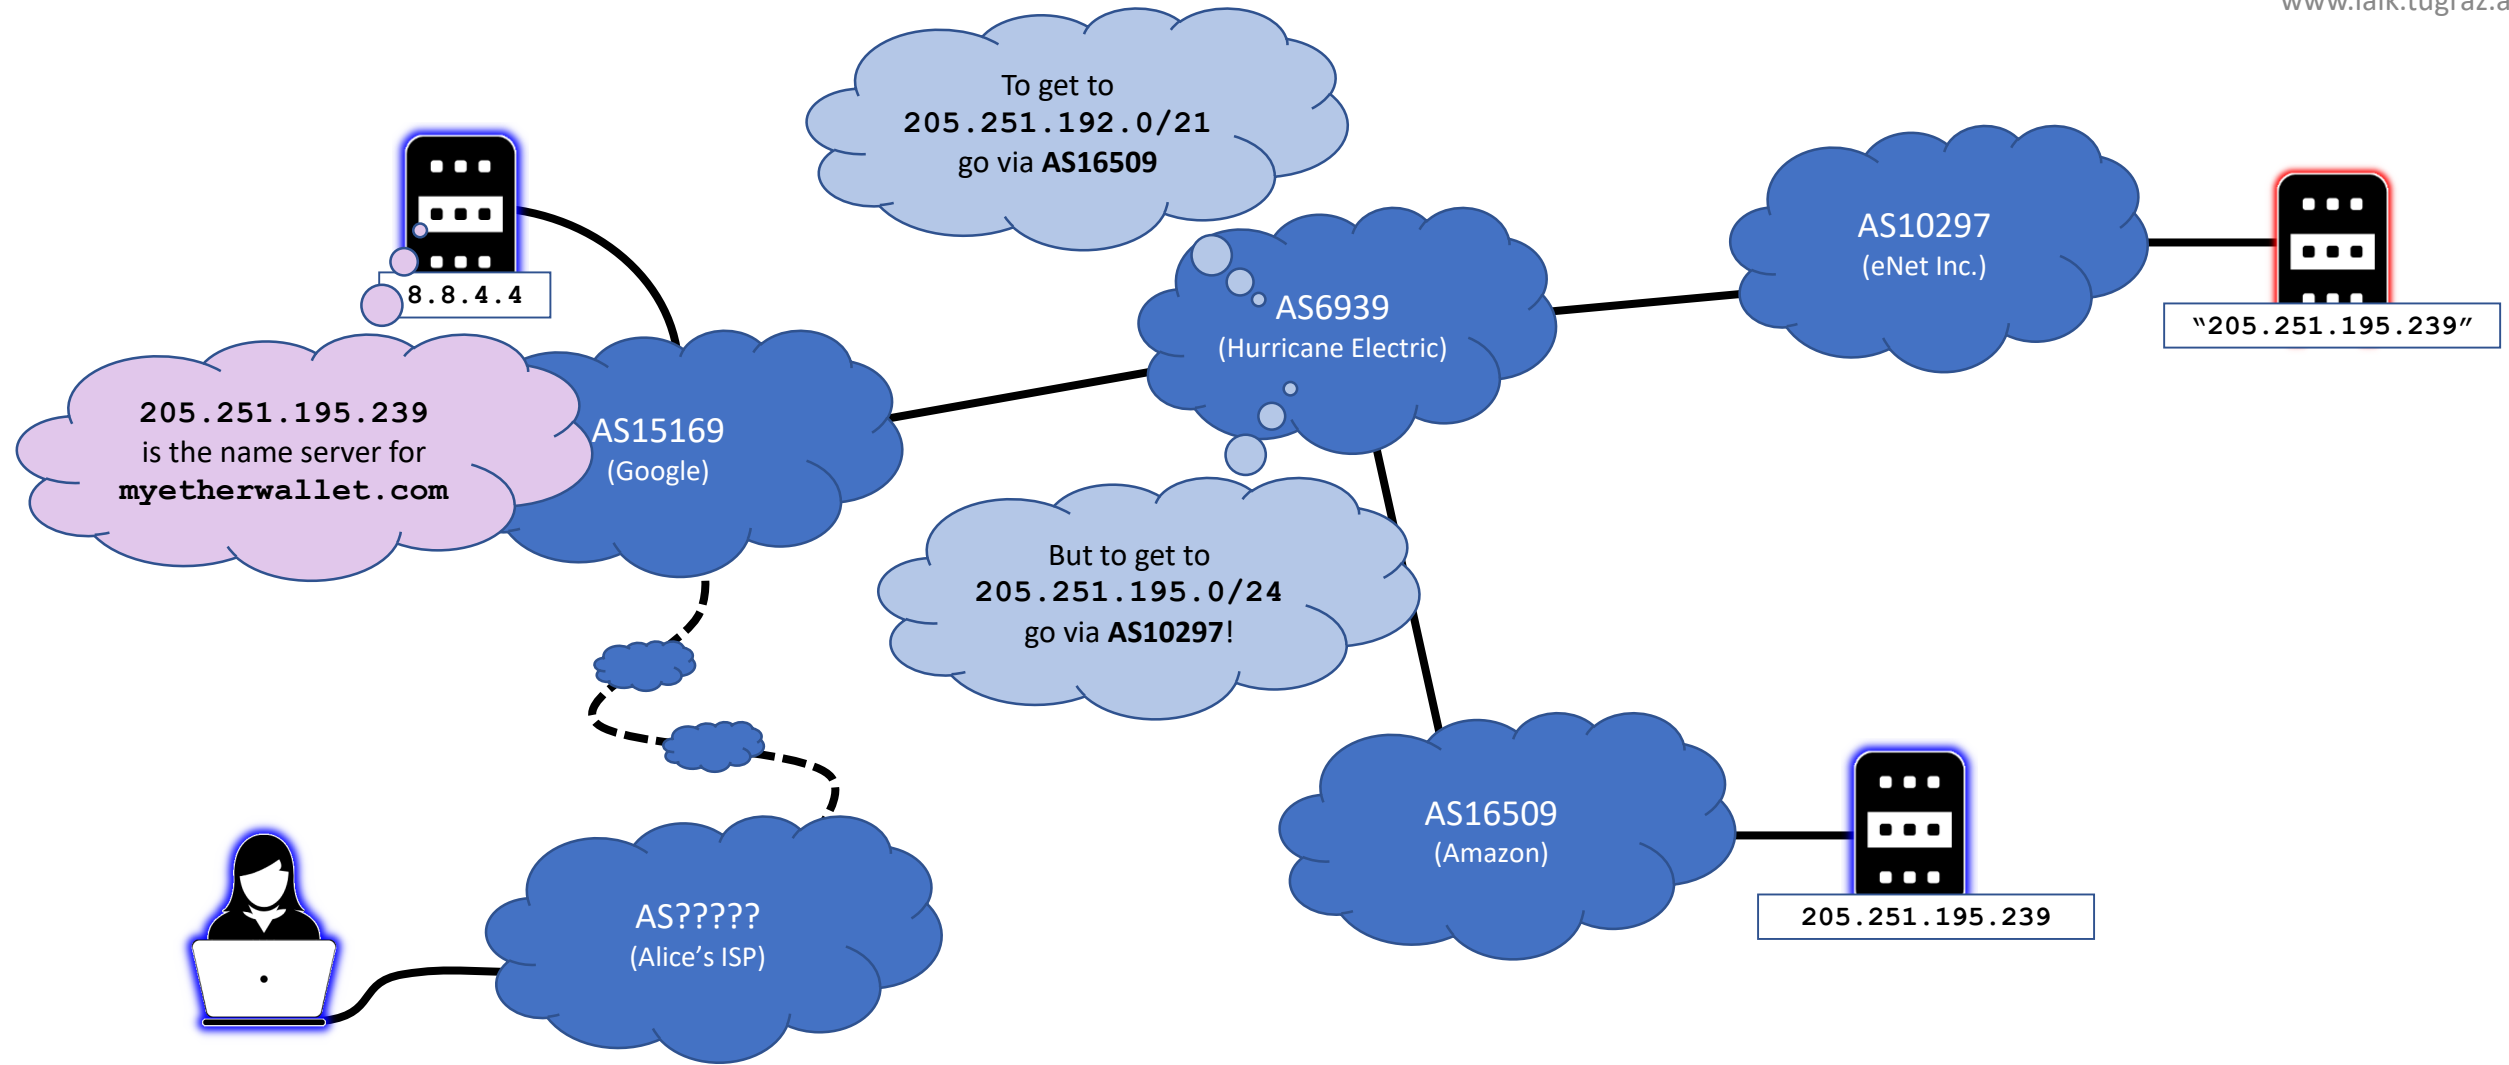 www.iaik.tugraz.a
To get to
205.251.192.0/21
go via AS16509
AS10297
(eNet Inc.)
8.8.4.4
AS6939
(Hurricane Electric)
“205.251.195.239”
205.251.195.239
is the name server for
myetherwallet.com
AS15169
(Google)
But to get to
205.251.195.0/24
go via AS10297!
AS16509
(Amazon)
AS?????
(Alice’s ISP)
205.251.195.239